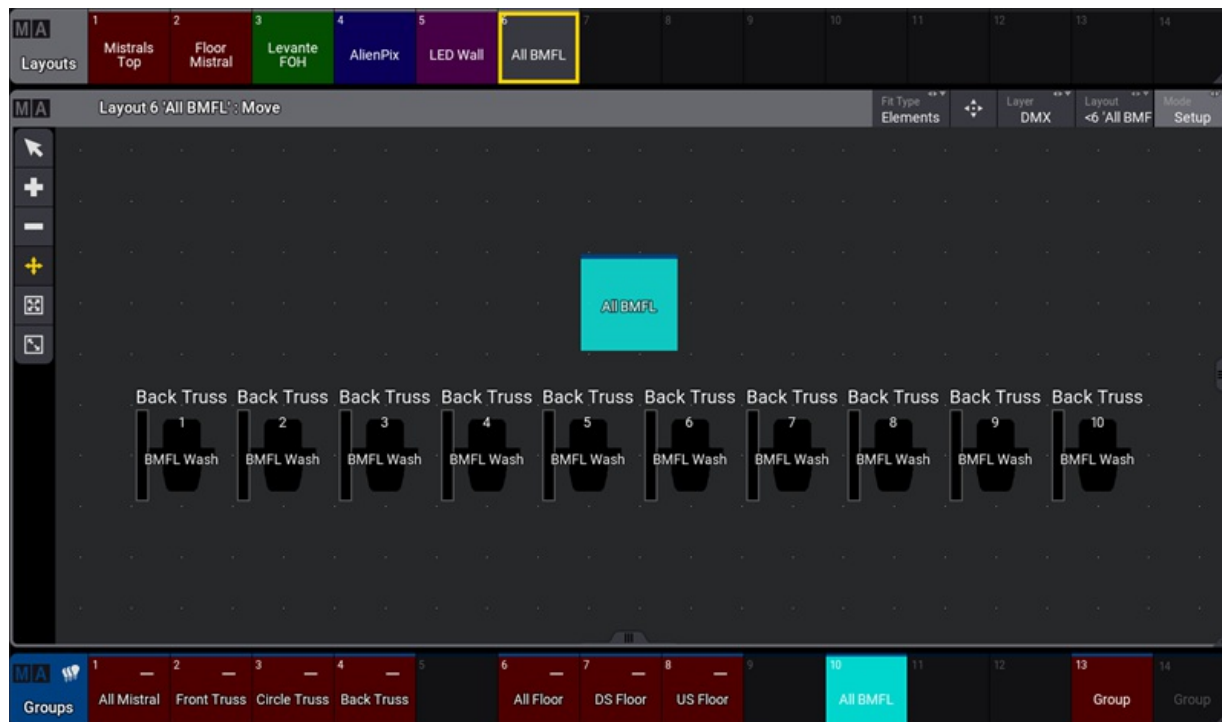 MA
1
2
3
4
5
6
7
8
9
10
11
12
13
14
Layouts
Mistrals Top
Floor Mistral
Levante FOH
AlienPix
LED Wall
All BMFL
MA
Layout 6 'All BMFL' : Move
Fit Type
Elements
Layer
DMX
Layout
<6 'All BMF
Mode
Setup
All BMFL
Back Truss Back Truss Back Truss Back Truss Back Truss Back Truss Back Truss Back Truss Back Truss Back Truss
1 2 3 4 5 6 7 8 9 10
BMFL Wash BMFL Wash BMFL Wash BMFL Wash BMFL Wash BMFL Wash BMFL Wash BMFL Wash BMFL Wash BMFL Wash
MA
1
2
3
4
5
6
7
8
9
10
11
12
13
14
Groups
All Mistral
Front Truss
Circle Truss
Back Truss
All Floor
DS Floor
US Floor
All BMFL
Group
Group